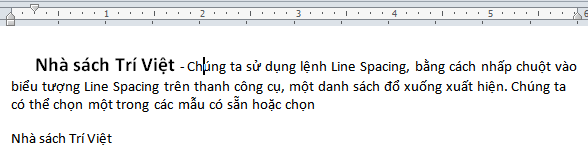 1 2 3 4 5 6
Nhà sách Trí Việt - Chúng ta sử dụng lệnh Line Spacing, bằng cách nhấp chuột vào
biểu tượng Line Spacing trên thanh công cụ, một danh sách đổ xuống xuất hiện. Chúng ta
có thể chọn một trong các mẫu có sẵn hoặc chọn
Nhà sách Trí Việt